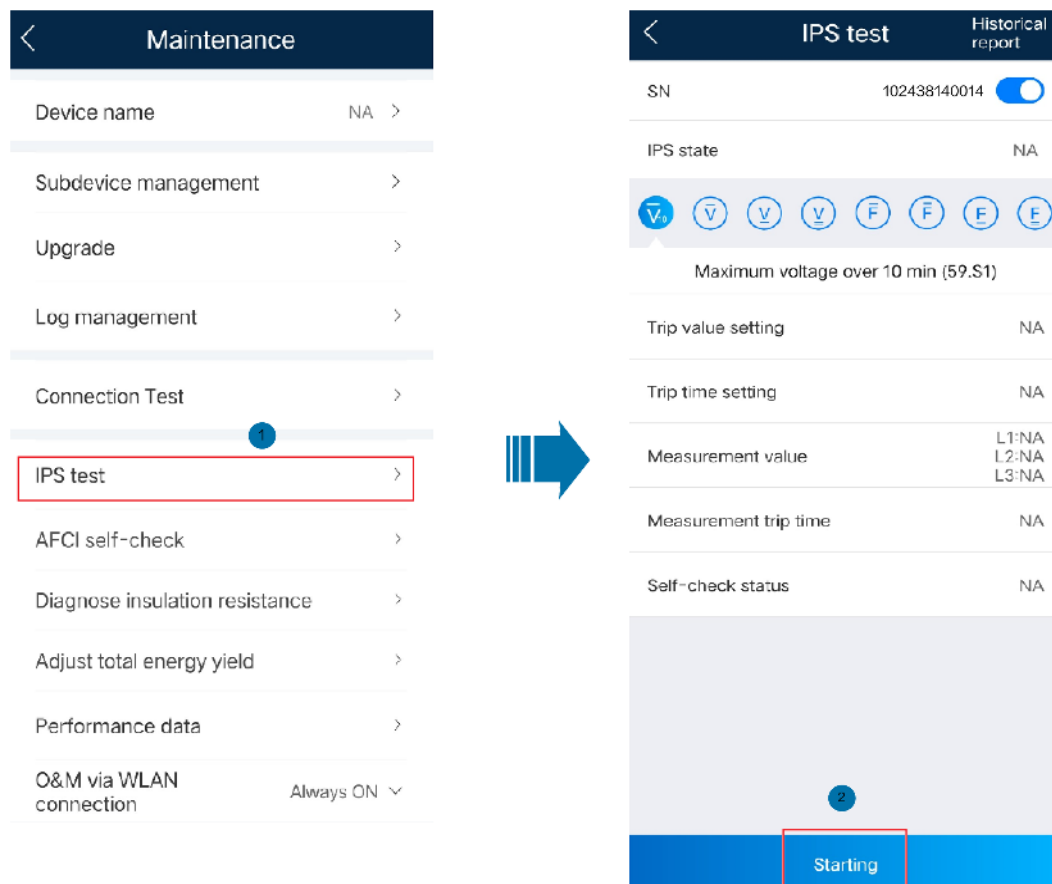 Maintenance
Device name NA
Subdevice management
Upgrade
Log management
Connection Test
1
IPS test
AFCI self-check
Diagnose insulation resistance
Adjust total energy yield
Performance data
O&M via WLAN
connection Always ON
IPS test Historical
report
SN 102438140014
IPS state NA
V10 V V V F F F F
Maximum voltage over 10 min (59.S1)
Trip value setting NA
Trip time setting NA
Measurement value L1:NA
L2:NA
L3:NA
Measurement trip time NA
Self-check status NA
2
Starting